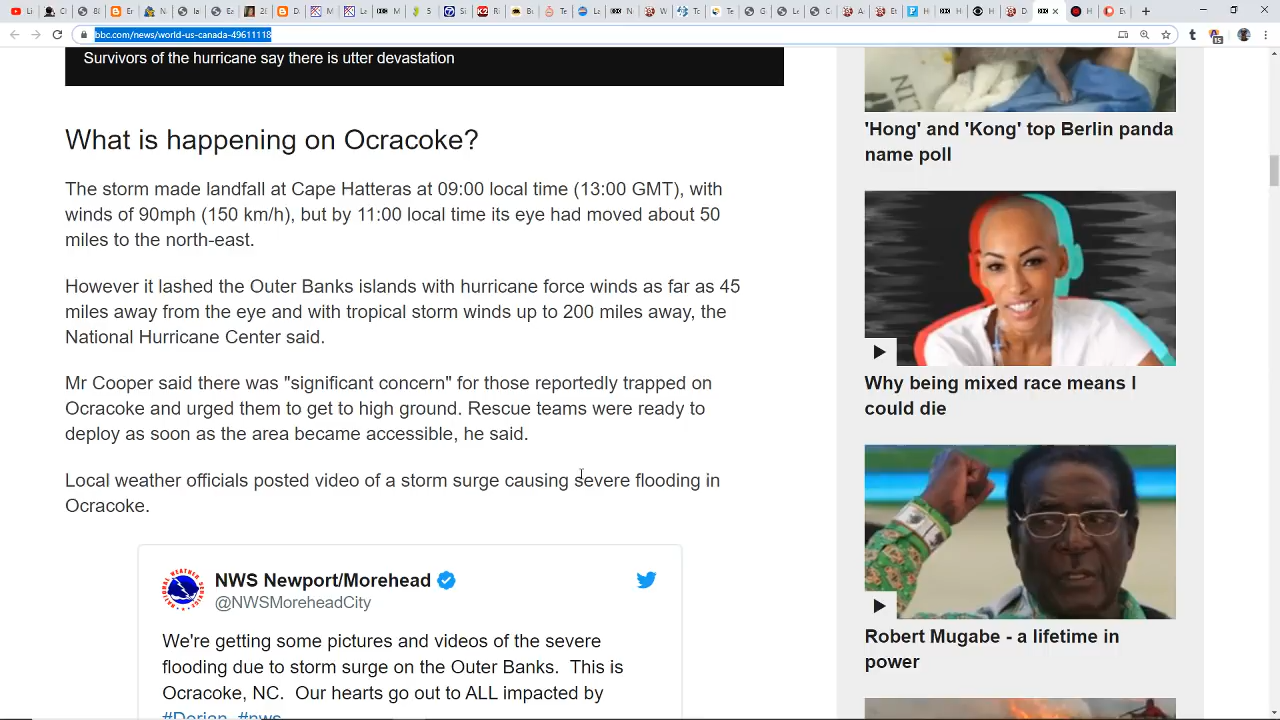 bbc.com/news/world-us-canada-49611118
Survivors of the hurricane say there is utter devastation
What is happening on Ocracoke?
The storm made landfall at Cape Hatteras at 09:00 local time (13:00 GMT), with
winds of 90mph (150 km/h), but by 11:00 local time its eye had moved about 50
miles to the north-east.
However it lashed the Outer Banks islands with hurricane force winds as far as 45
miles away from the eye and with tropical storm winds up to 200 miles away, the
National Hurricane Center said.
Mr Cooper said there was "significant concern" for those reportedly trapped on
Ocracoke and urged them to get to high ground. Rescue teams were ready to
deploy as soon as the area became accessible, he said.
Local weather officials posted video of a storm surge causing severe flooding in
Ocracoke.
NWS Newport/Morehead
@NWSMoreheadCity
We're getting some pictures and videos of the severe
flooding due to storm surge on the Outer Banks. This is
Ocracoke, NC. Our hearts go out to ALL impacted by
#Dorian #nws
'Hong' and 'Kong' top Berlin panda
name poll
Why being mixed race means I
could die
Robert Mugabe - a lifetime in
power